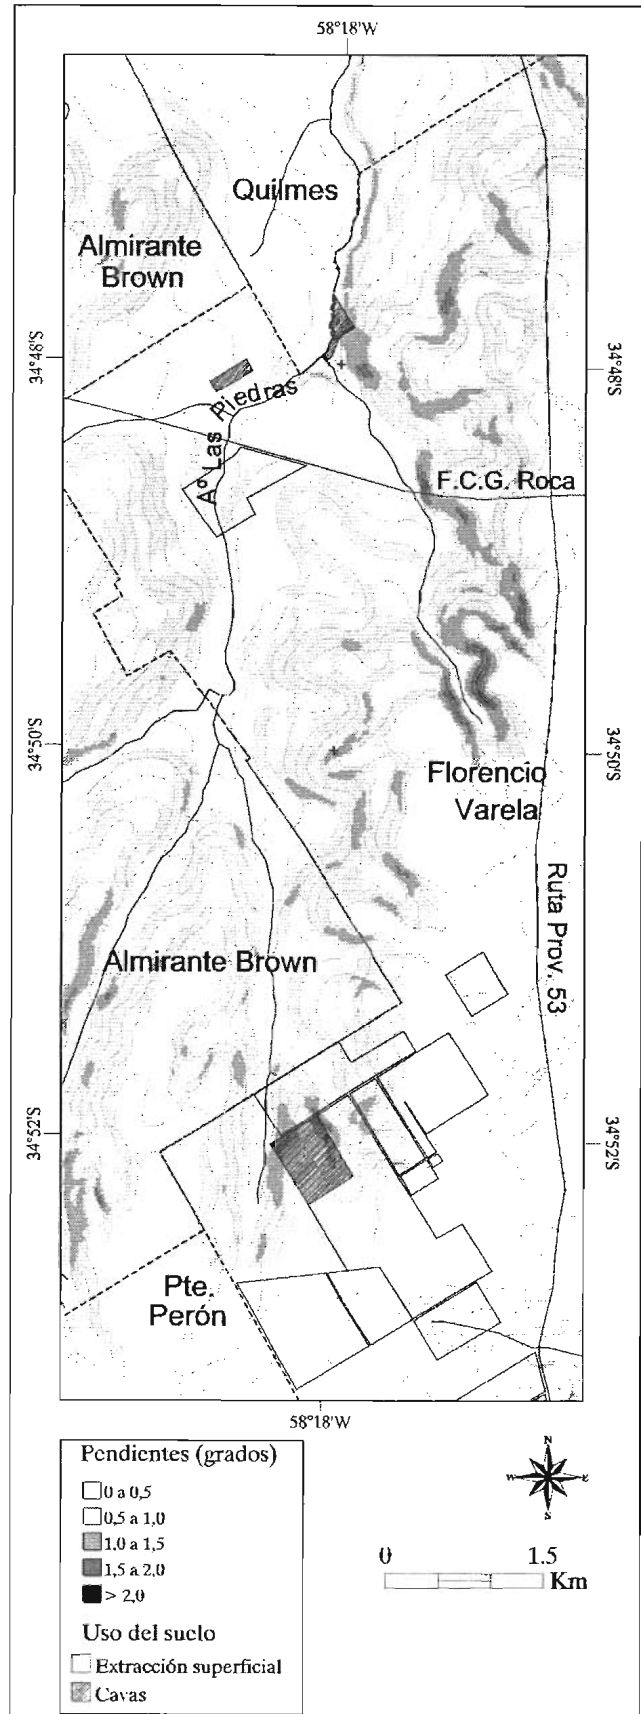 58°18'W
Quilmes
Almirante
Brown
34°48'S
34°48'S
Aº Las Piedras
F.C.G. Roca
34°50'S
34°50'S
Florencio
Varela
Ruta Prov. 53
Almirante Brown
34°52'S
34°52'S
Pte.
Perón
58°18'W
Pendientes (grados)
0 a 0,5
0,5 a 1,0
1,0 a 1,5
1,5 a 2,0
> 2,0
Uso del suelo
Extracción superficial
Cavas
N
W E
S
0 1.5
Km